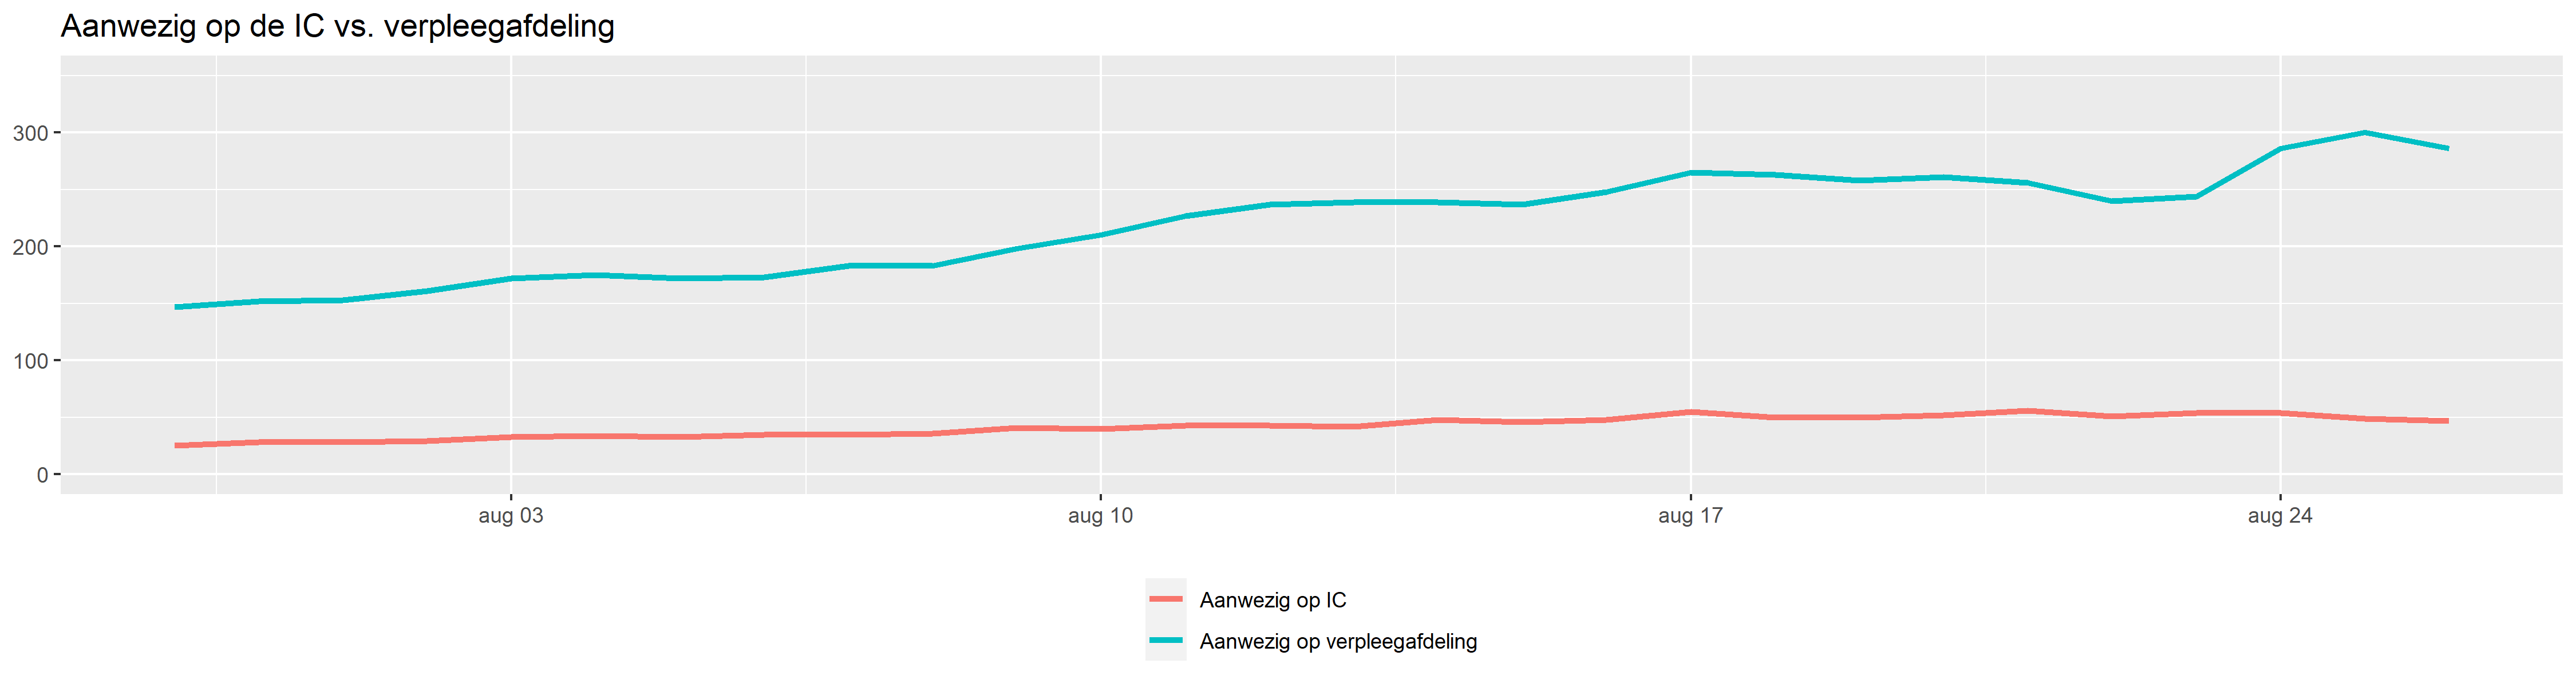 Aanwezig op de IC vs. verpleegafdeling
300
200
100
0
aug 03 aug 10 aug 17 aug 24
Aanwezig op IC
Aanwezig op verpleegafdeling